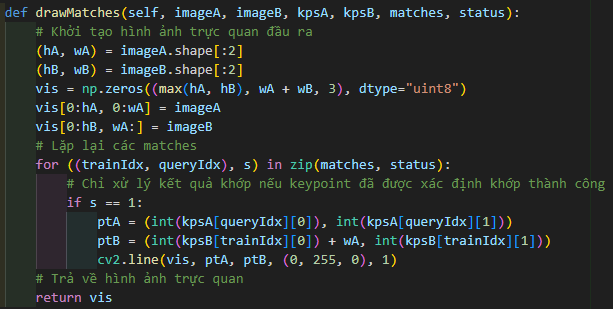 def drawMatches(self, imageA, imageB, kpsA, kpsB, matches, status):
    # Khởi tạo hình ảnh trực quan đầu ra
    (hA, wA) = imageA.shape[:2]
    (hB, wB) = imageB.shape[:2]
    vis = np.zeros((max(hA, hB), wA + wB, 3), dtype="uint8")
    vis[0:hA, 0:wA] = imageA
    vis[0:hB, wA:] = imageB
    # Lặp lại các matches
    for ((trainIdx, queryIdx), s) in zip(matches, status):
        # Chỉ xử lý kết quả khớp nếu keypoint đã được xác định khớp thành công
        if s == 1:
            ptA = (int(kpsA[queryIdx][0]), int(kpsA[queryIdx][1]))
            ptB = (int(kpsB[trainIdx][0]) + wA, int(kpsB[trainIdx][1]))
            cv2.line(vis, ptA, ptB, (0, 255, 0), 1)
    # Trả về hình ảnh trực quan
    return vis